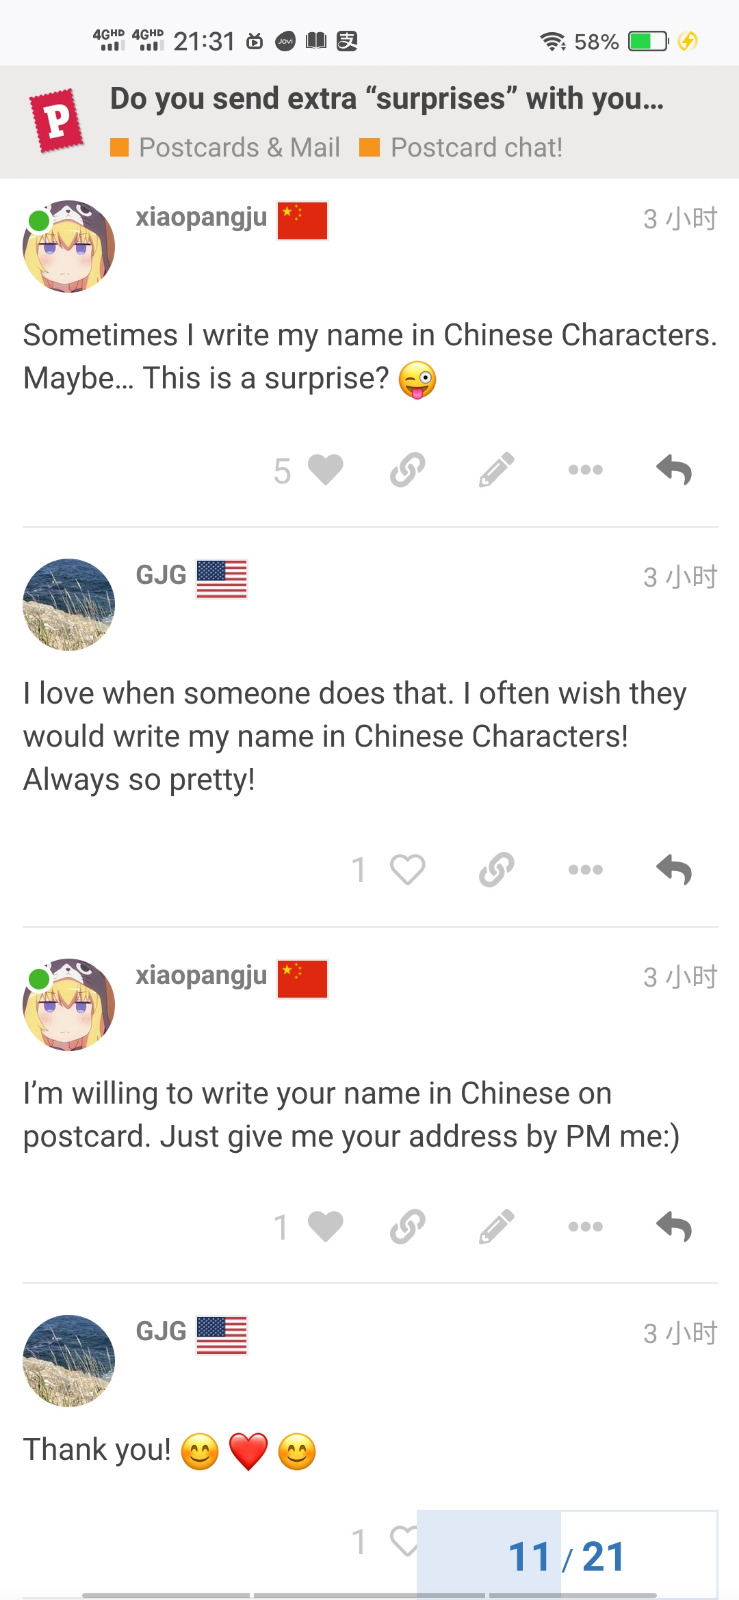 4GHD 4GHD 21:31 JOVI 支 58%
P
Do you send extra “surprises” with you...
Postcards & Mail Postcard chat!
xiaopangju 3 小时
Sometimes I write my name in Chinese Characters.
Maybe... This is a surprise? 😜
5
GJG 3 小时
I love when someone does that. I often wish they
would write my name in Chinese Characters!
Always so pretty!
1
xiaopangju 3 小时
I’m willing to write your name in Chinese on
postcard. Just give me your address by PM me:)
1
GJG 3 小时
Thank you! 😊 ❤️ 😊
1
11 / 21